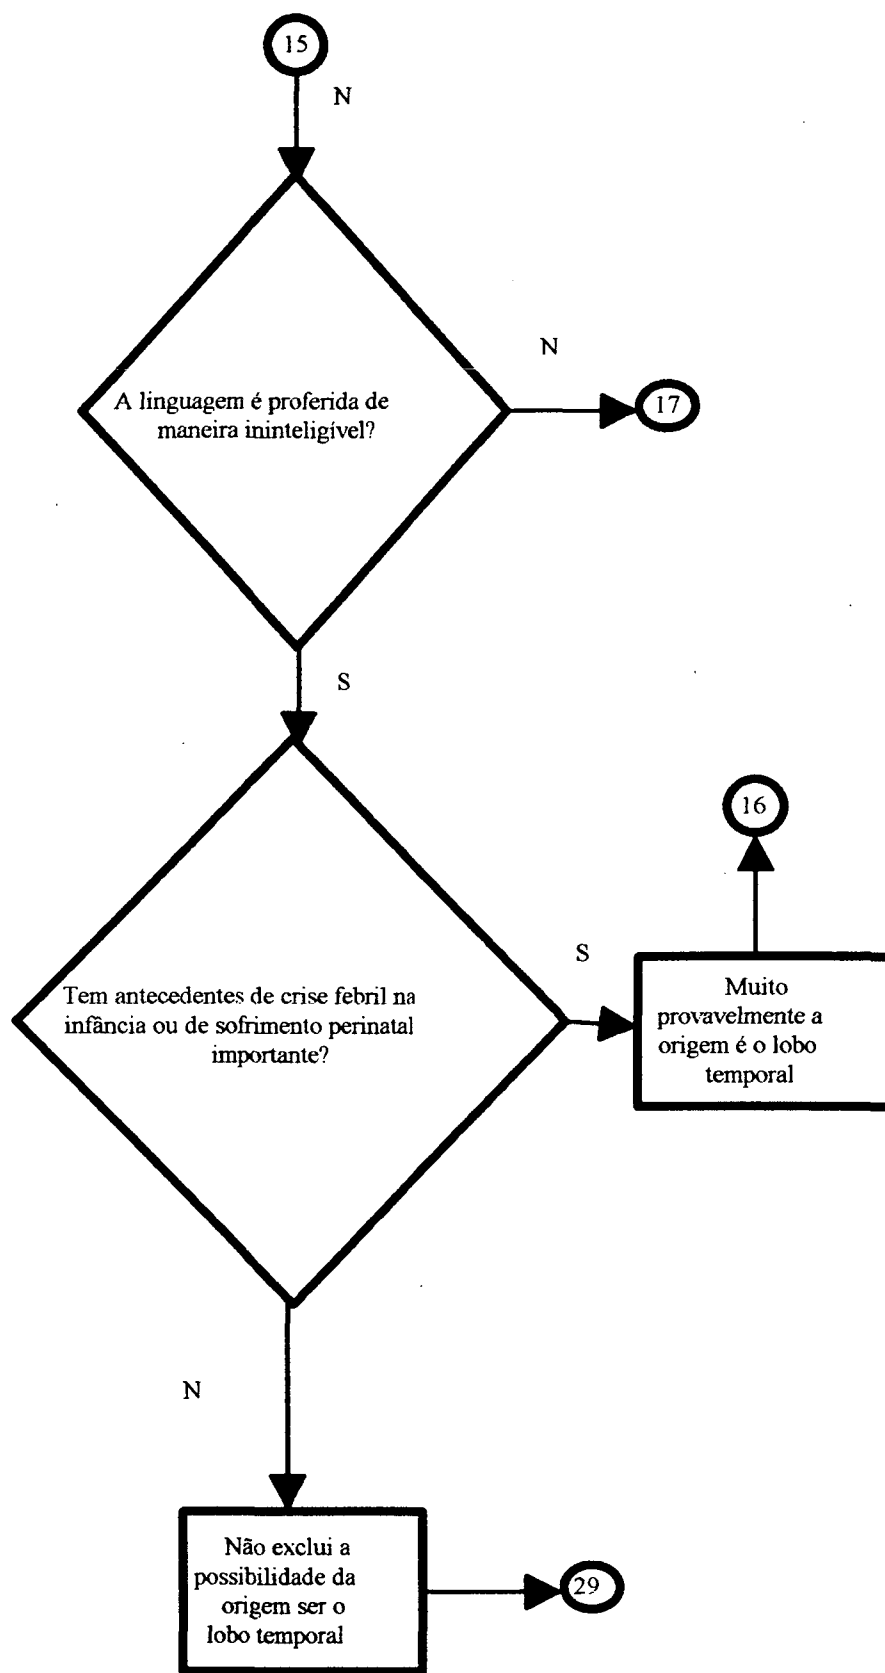 15
N
A linguagem é proferida de
maneira ininteligível?
N
17
S
16
Tem antecedentes de crise febril na
infância ou de sofrimento perinatal
importante?
S
Muito
provavelmente a
origem é o lobo
temporal
N
Não exclui a
possibilidade da
origem ser o
lobo temporal
29